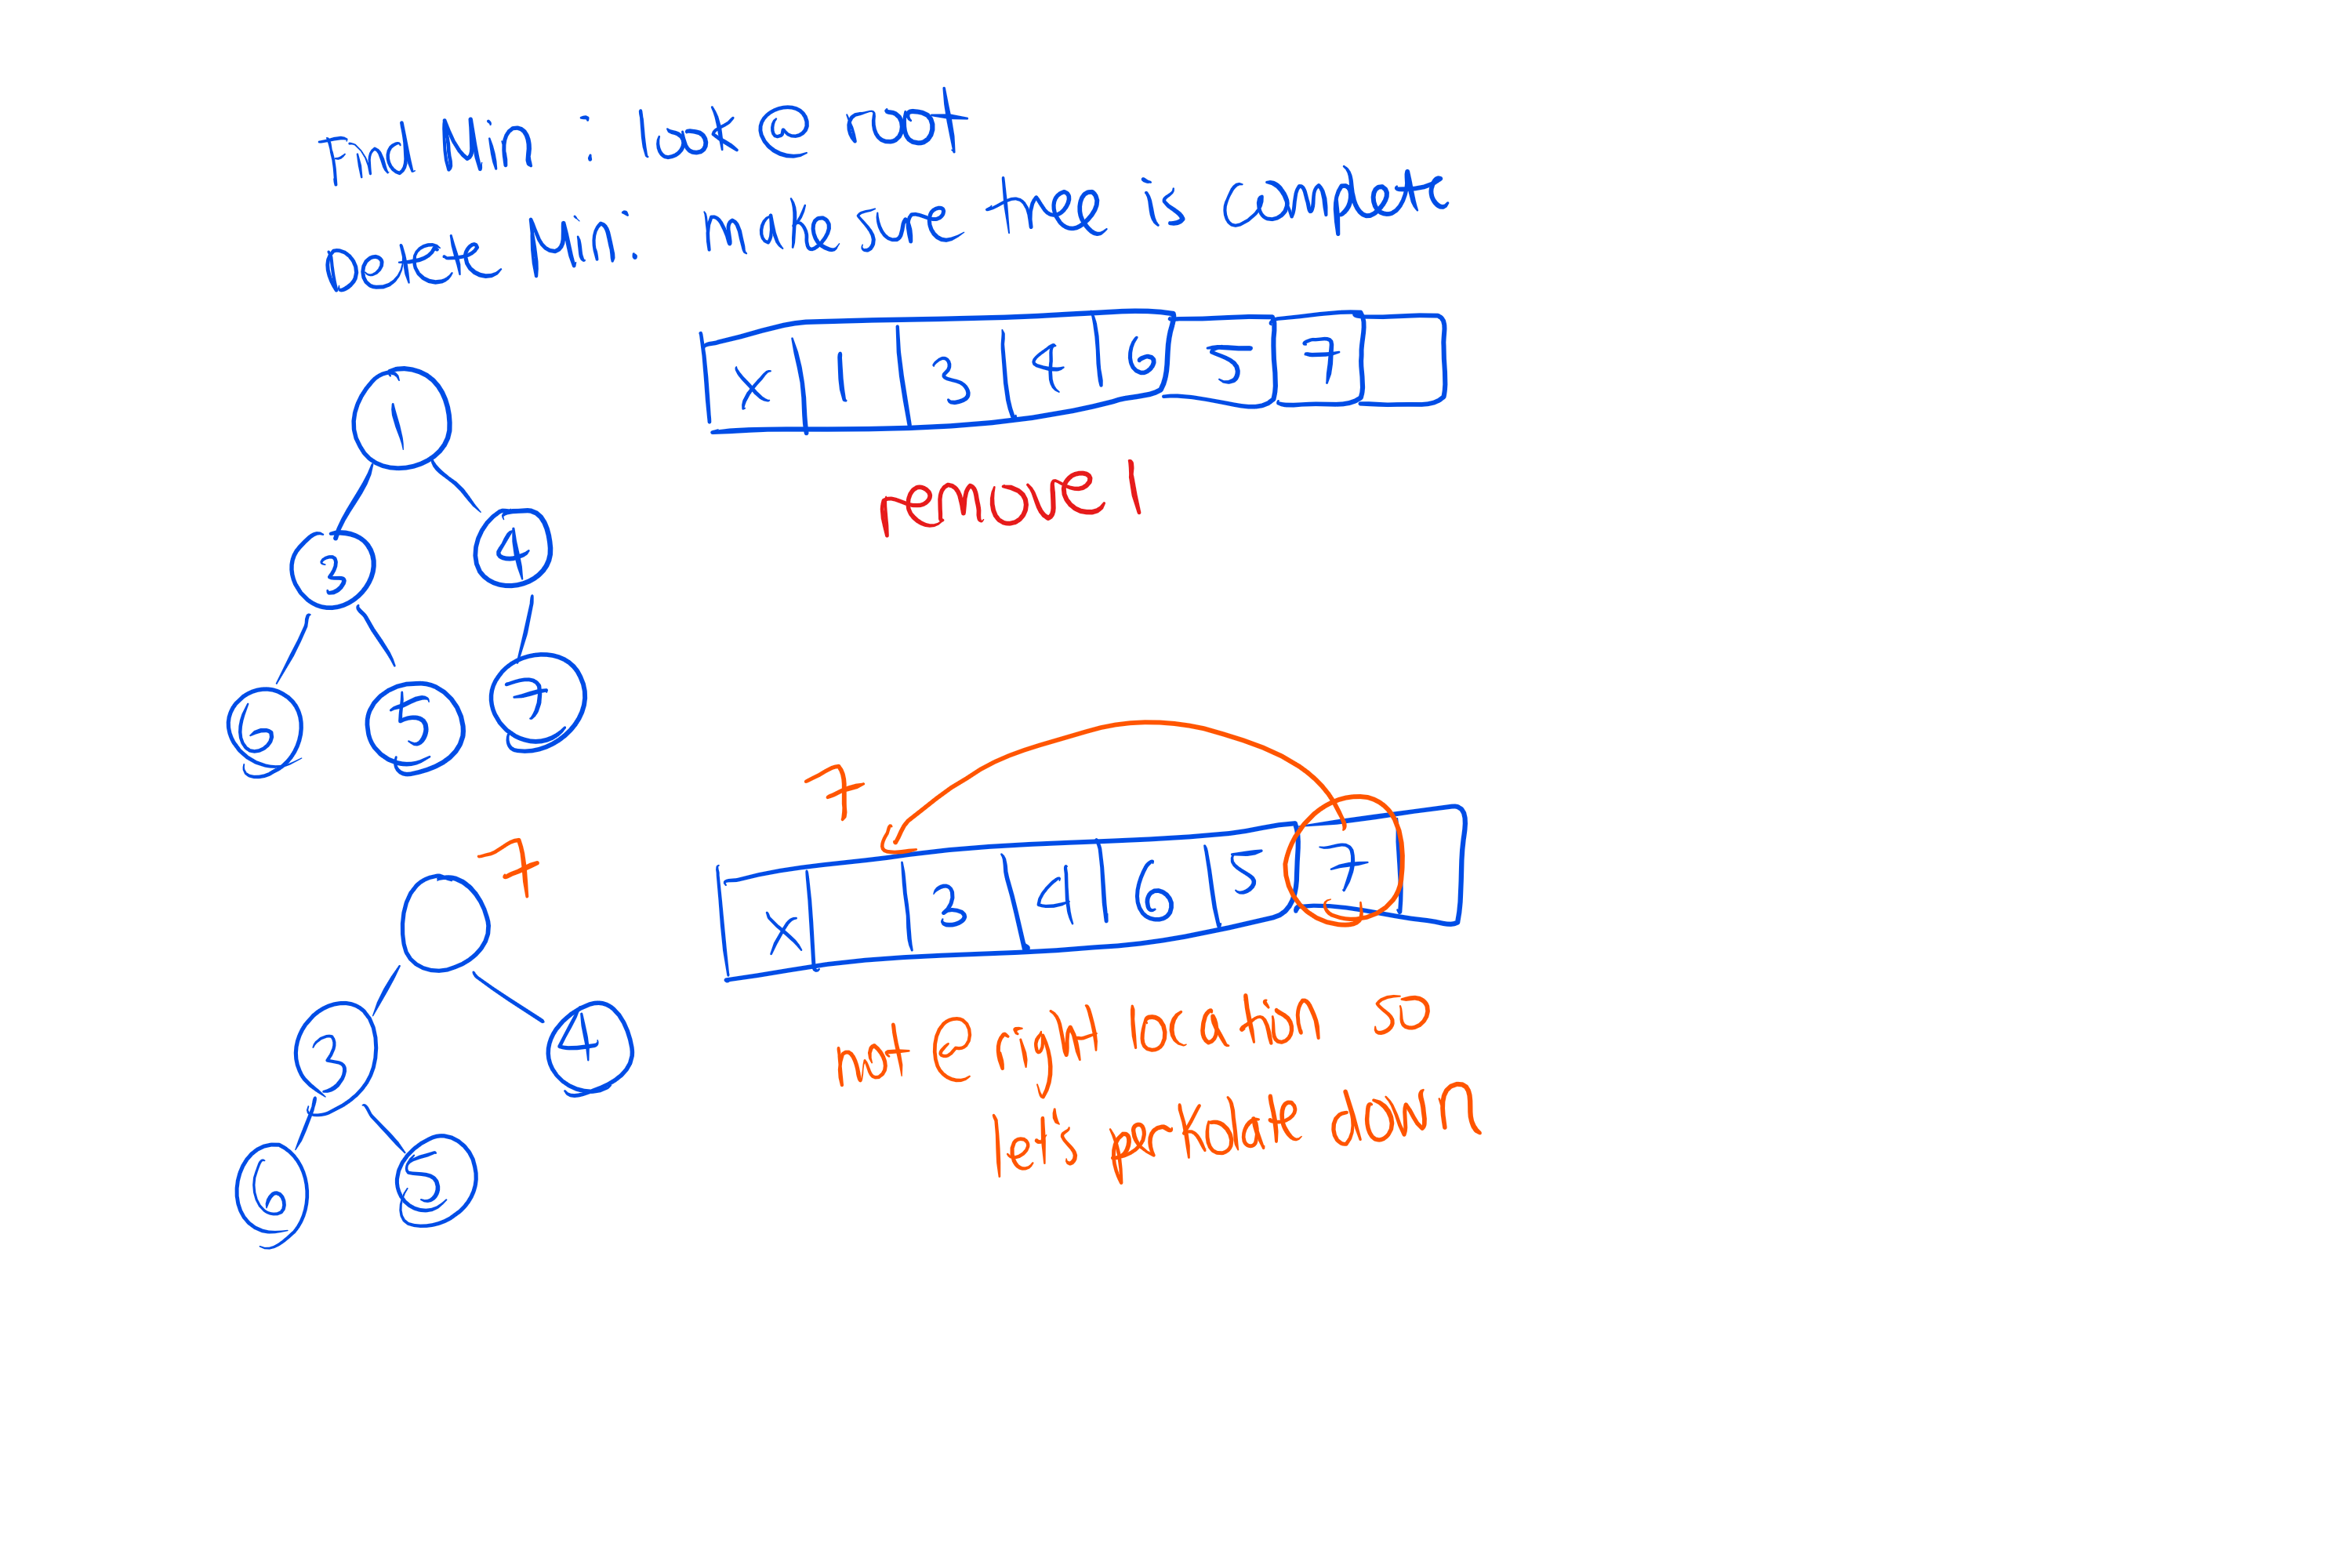 Find Min : look @ root
Delete Min: make sure tree is complete
X 1 3 4 6 5 7
remove 1
1
3 4
6 5 7
7
X 3 4 6 5 7
7
3 4
6 5
not @ right location so
let's perkolate down